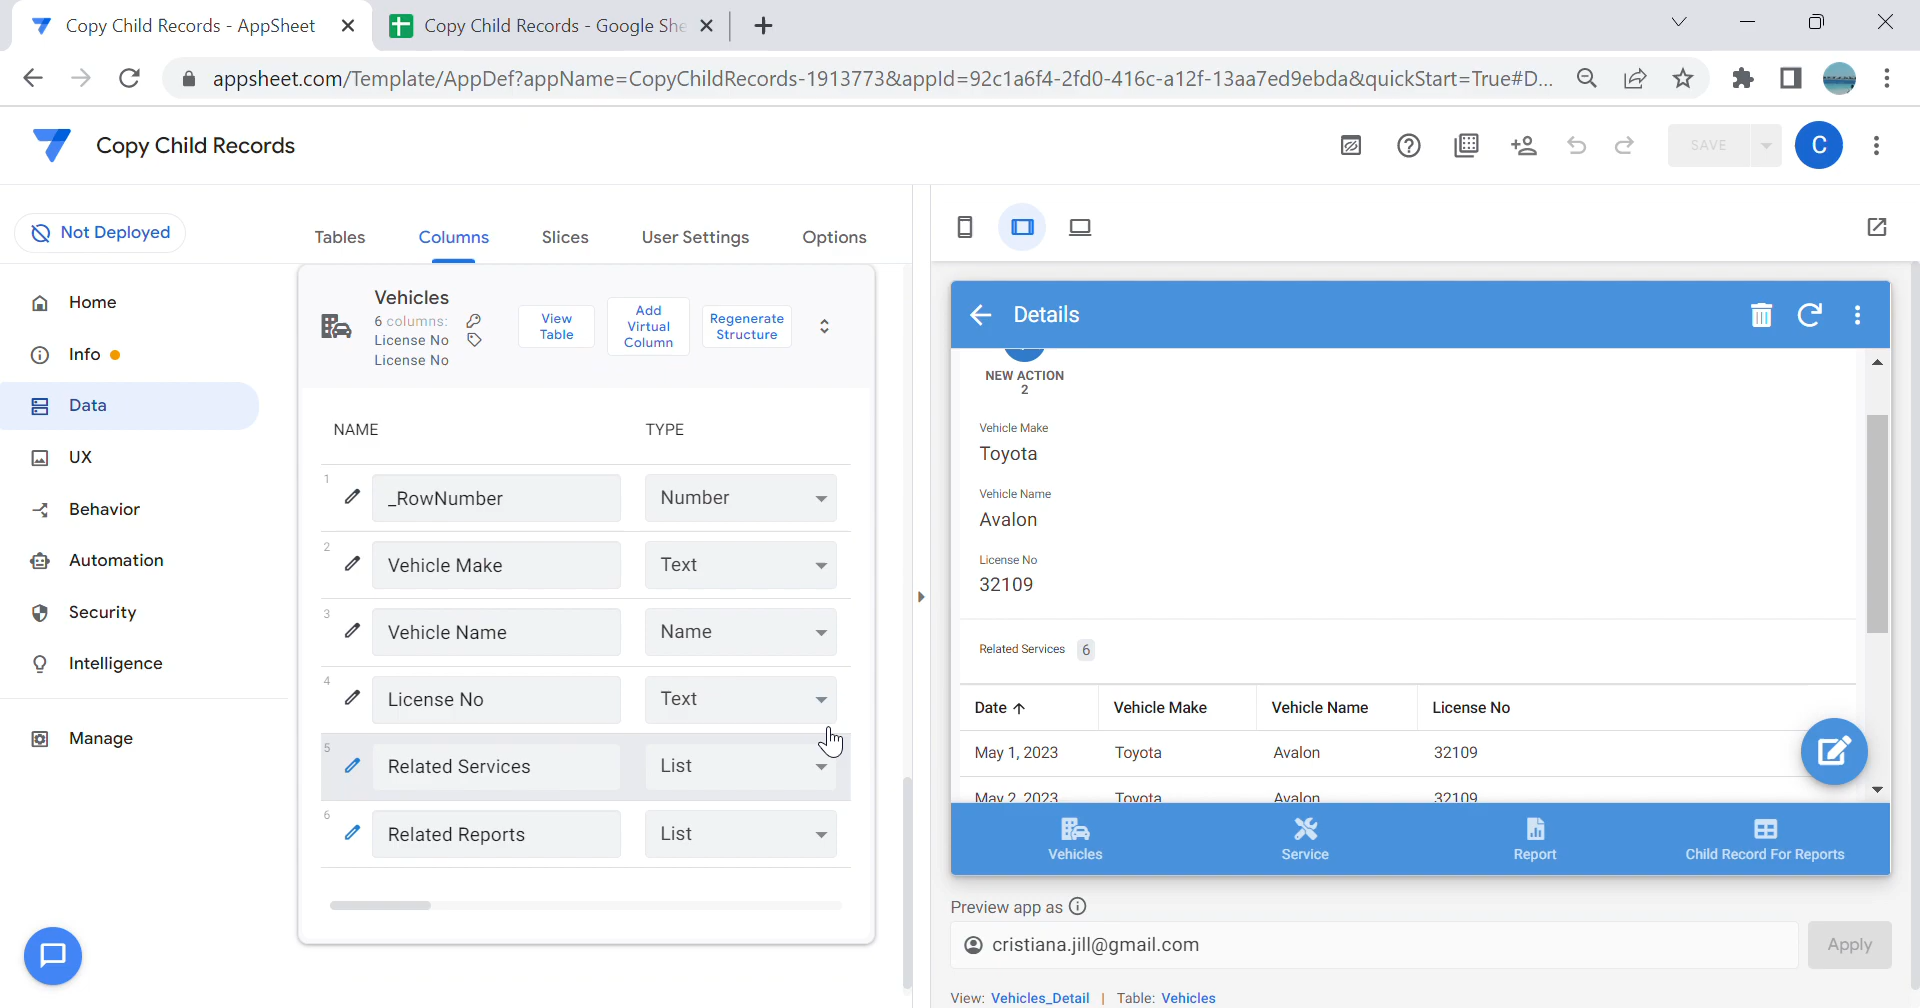 Copy Child Records - AppSheet
Copy Child Records - Google She
appsheet.com/Template/AppDef?appName=CopyChildRecords-1913773&appId=92c1a6f4-2fd0-416c-a12f-13aa7ed9ebda&quickStart=True#D...
Copy Child Records
SAVE
C
Not Deployed
Tables
Columns
Slices
User Settings
Options
Home
Info
Data
UX
Behavior
Automation
Security
Intelligence
Manage
Vehicles
6 columns:
License No
License No
View
Table
Add
Virtual
Column
Regenerate
Structure
NAME
TYPE
1 _RowNumber Number
2 Vehicle Make Text
3 Vehicle Name Name
4 License No Text
5 Related Services List
6 Related Reports List
Details
NEW ACTION
2
Vehicle Make
Toyota
Vehicle Name
Avalon
License No
32109
Related Services 6
Date Vehicle Make Vehicle Name License No
May 1, 2023 Toyota Avalon 32109
May 2, 2023 Toyota Avalon 32109
Vehicles
Service
Report
Child Record For Reports
Preview app as
cristiana.jill@gmail.com
Apply
View: Vehicles_Detail | Table: Vehicles